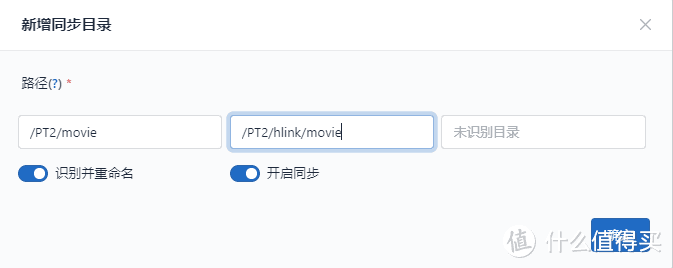 新增同步目录
路径(?) *
/PT2/movie
/PT2/hlink/movie
未识别目录
识别并重命名
开启同步
值 什么值得买